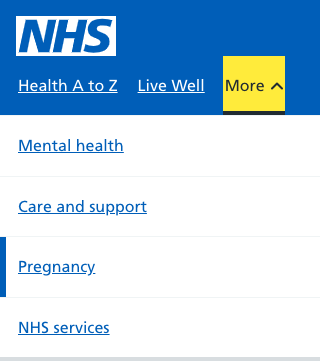 NHS
Health A to Z Live Well More
Mental health
Care and support
Pregnancy
NHS services